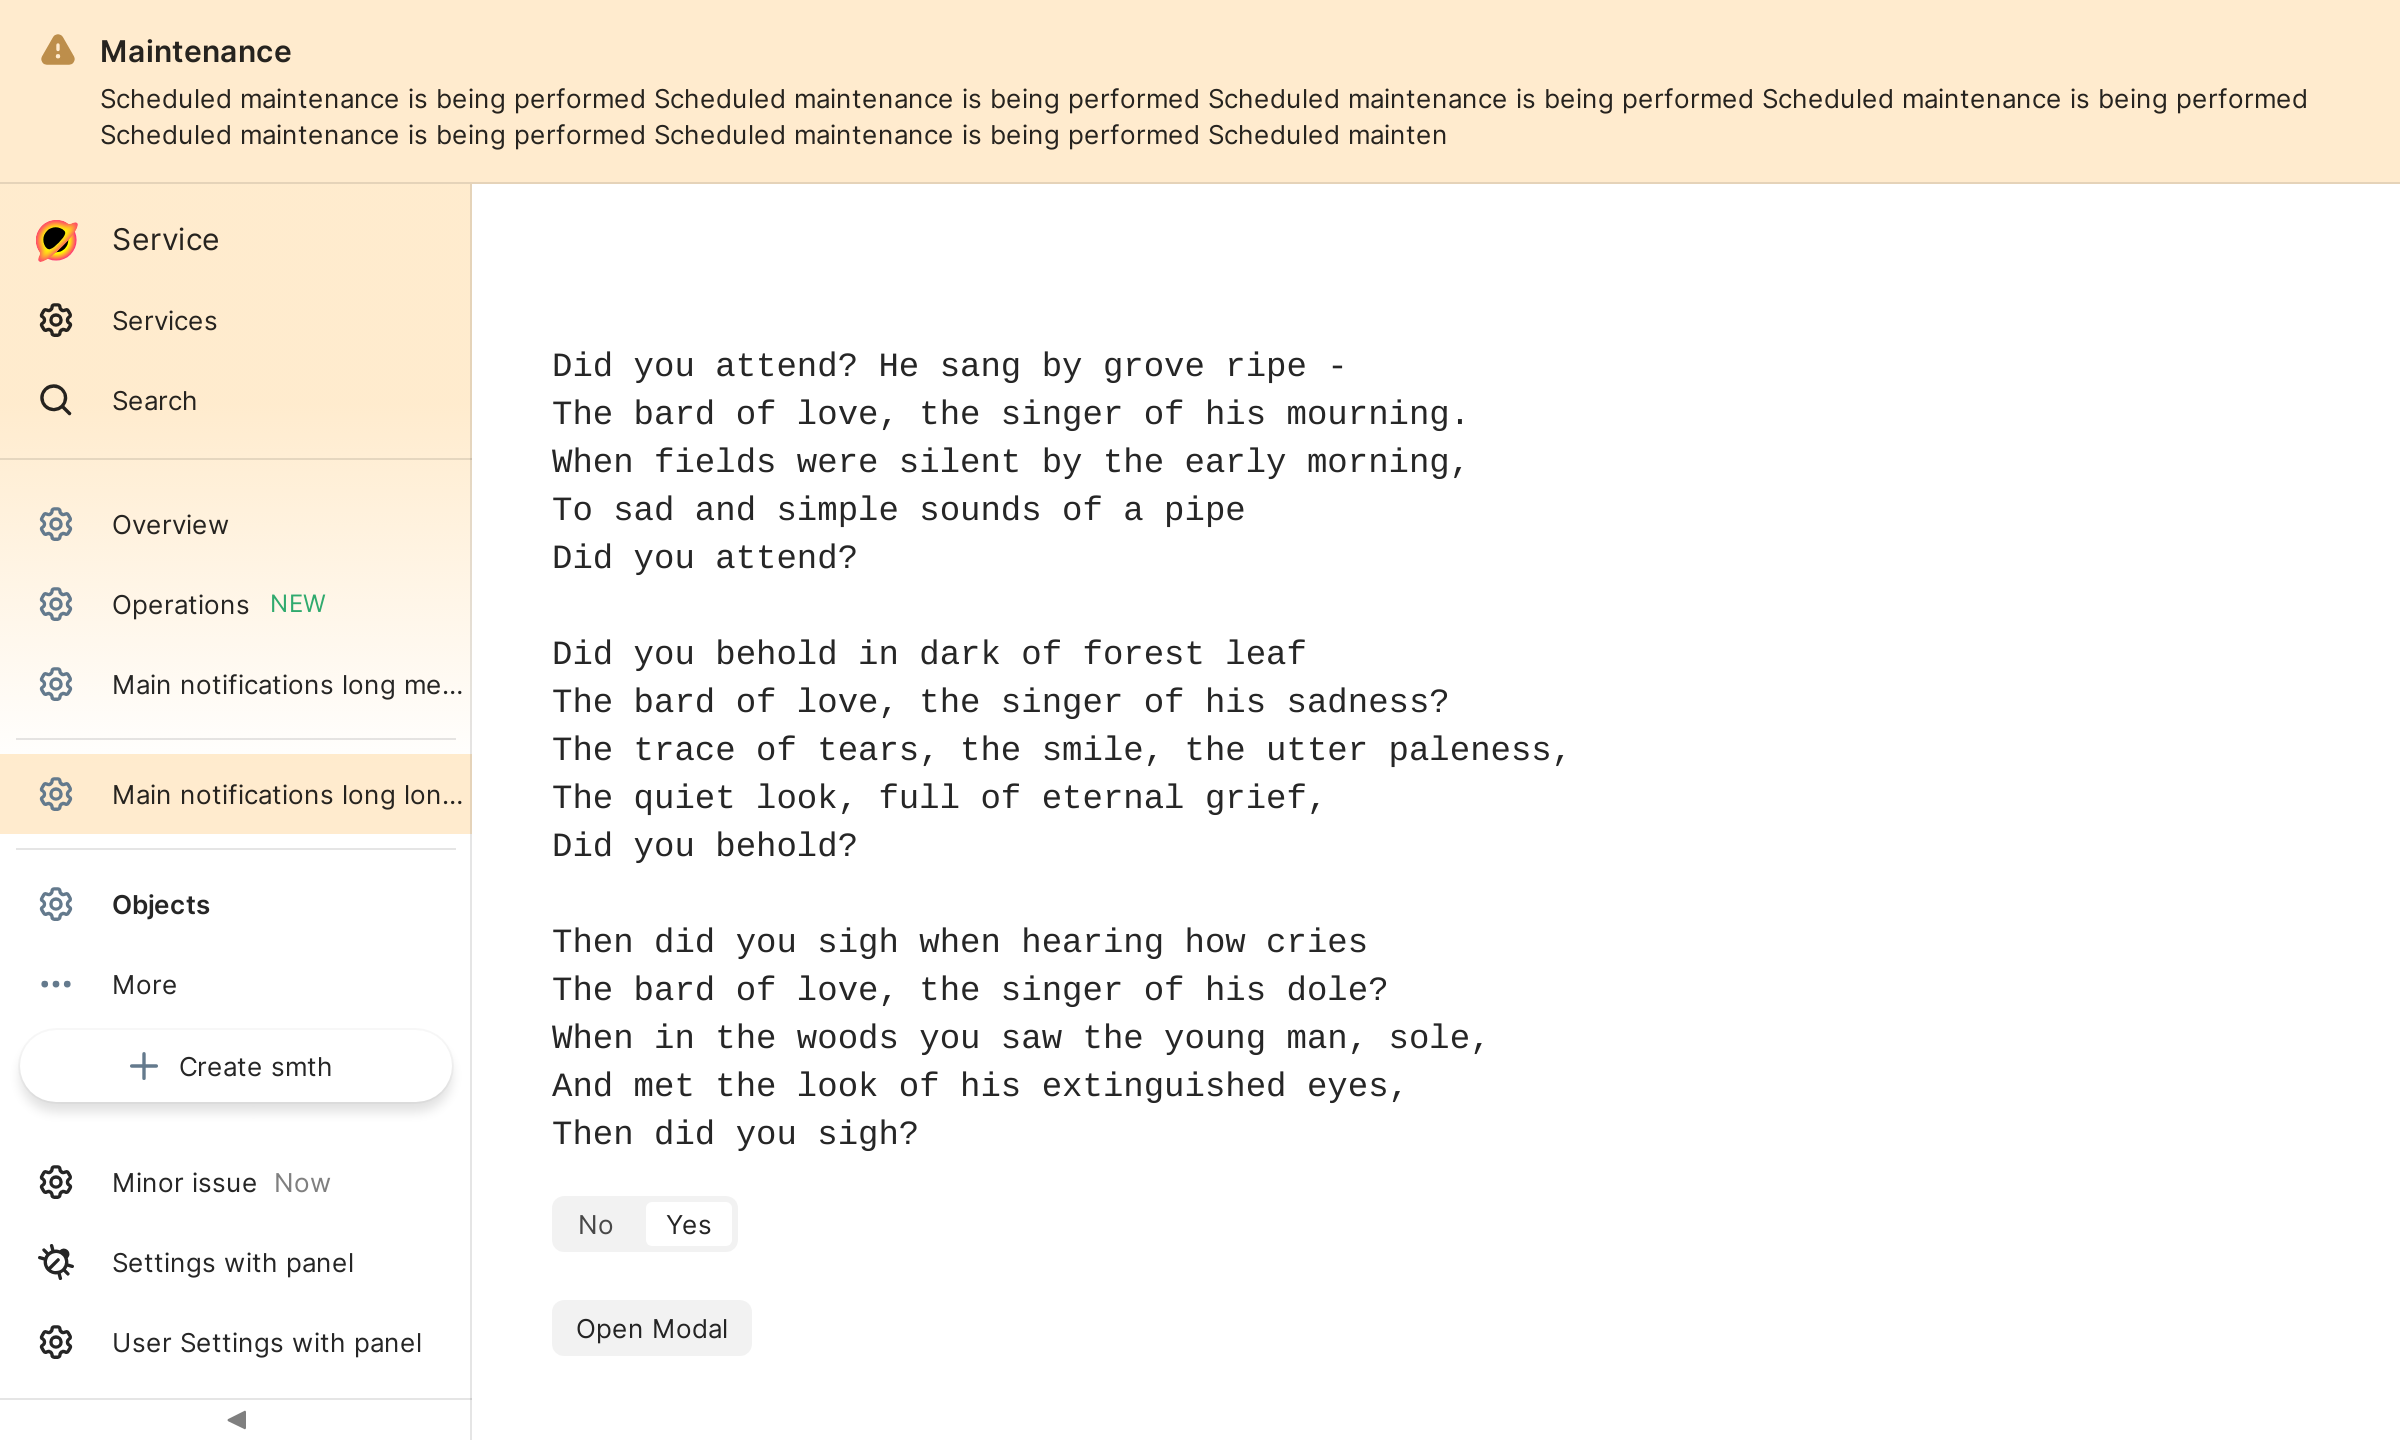 Maintenance
Scheduled maintenance is being performed Scheduled maintenance is being performed Scheduled maintenance is being performed Scheduled maintenance is being performed
Scheduled maintenance is being performed Scheduled maintenance is being performed Scheduled mainten
Service
Services
Search
Overview
Operations NEW
Main notifications long me...
Main notifications long lon...
Objects
More
Create smth
Minor issue Now
Settings with panel
User Settings with panel
Did you attend? He sang by grove ripe -
The bard of love, the singer of his mourning.
When fields were silent by the early morning,
To sad and simple sounds of a pipe
Did you attend?
Did you behold in dark of forest leaf
The bard of love, the singer of his sadness?
The trace of tears, the smile, the utter paleness,
The quiet look, full of eternal grief,
Did you behold?
Then did you sigh when hearing how cries
The bard of love, the singer of his dole?
When in the woods you saw the young man, sole,
And met the look of his extinguished eyes,
Then did you sigh?
No Yes
Open Modal